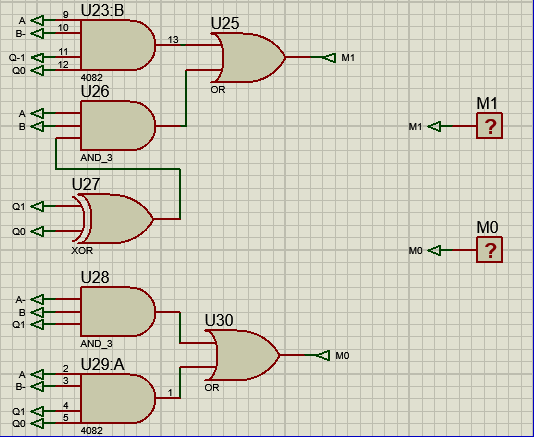 U23:B
A 9
B- 10
Q-1 11
Q0 12
13
4082
U25
OR
M1
U26
A
B
AND_3
U27
Q1
Q0
XOR
M1
M1 ?
M0
M0 ?
U28
A-
B
Q1
AND_3
U30
OR
M0
U29:A
A 2
B- 3
Q1 4
Q0 5
1
4082